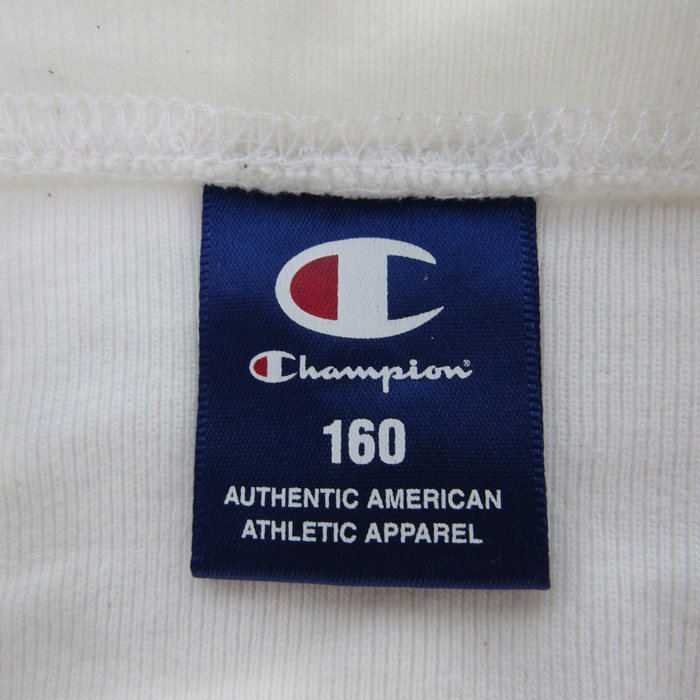 Champion
160
AUTHENTIC AMERICAN
ATHLETIC APPAREL